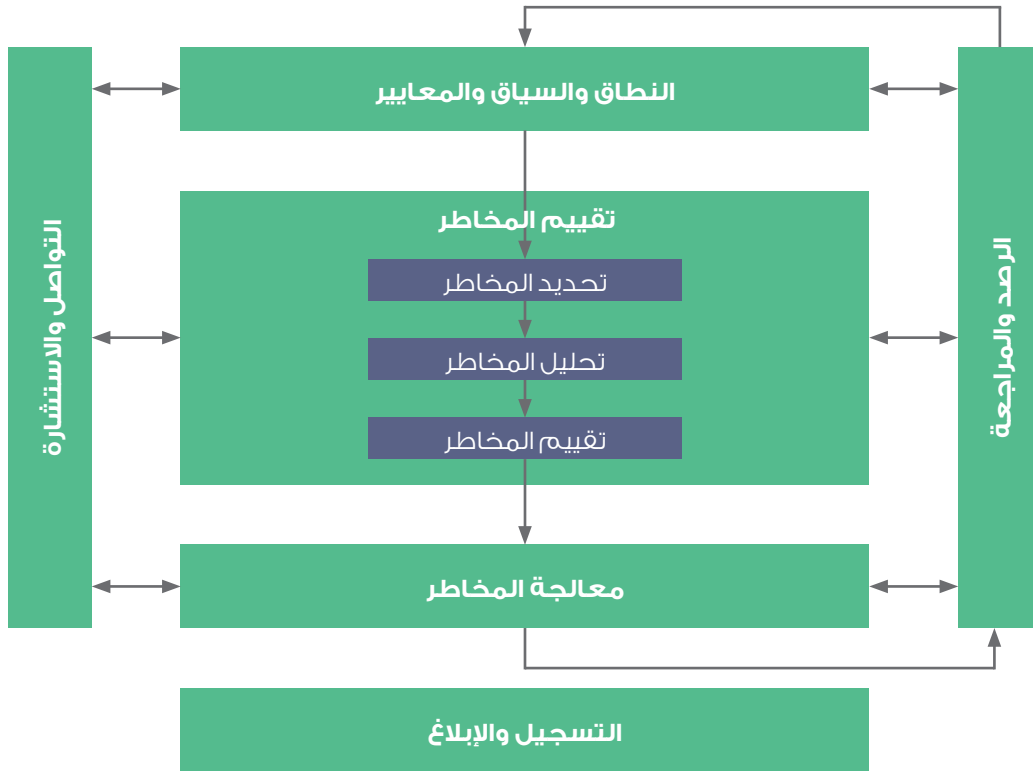 النطاق والسياق والمعايير
تقييم المخاطر
تحديد المخاطر
تحليل المخاطر
تقييم المخاطر
معالجة المخاطر
التسجيل والإبلاغ
الرصد والمراجعة
التواصل والاستشارة